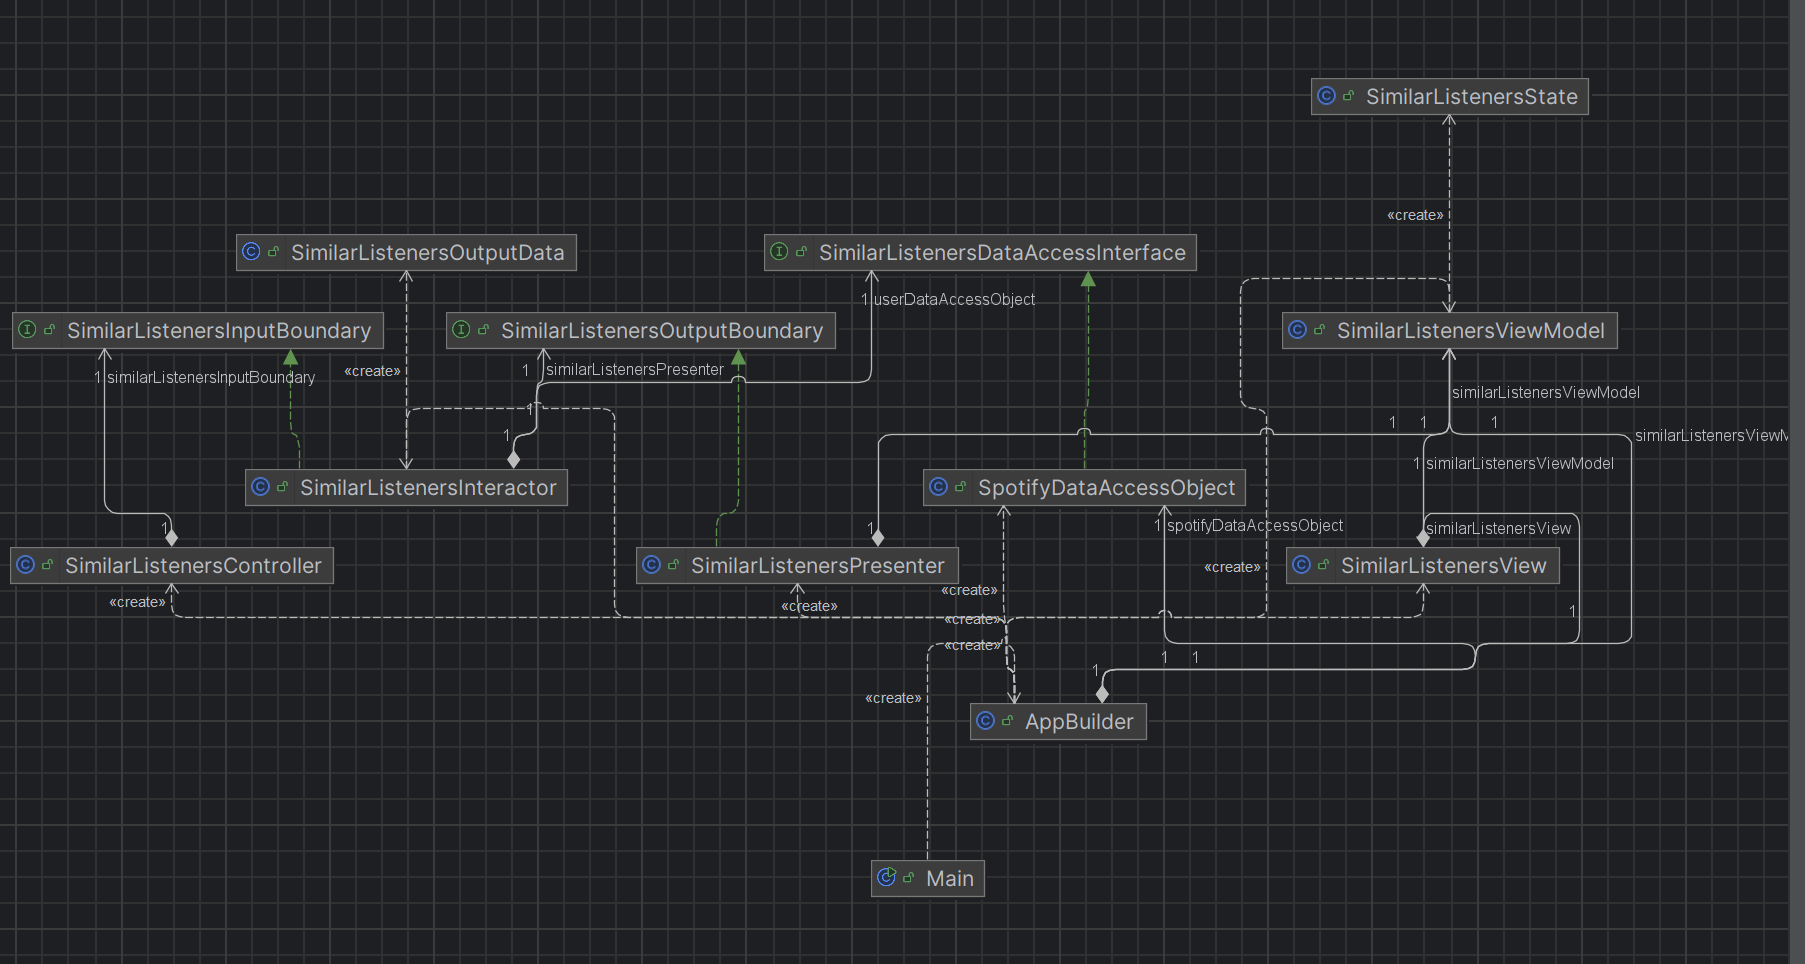 SimilarListenersState
«create»
SimilarListenersOutputData
SimilarListenersDataAccessInterface
1 userDataAccessObject
SimilarListenersInputBoundary
SimilarListenersOutputBoundary
SimilarListenersViewModel
1 similarListenersInputBoundary
«create»
1 similarListenersPresenter
similarListenersViewModel
1
1
1
1
1
similarListenersViewM
1 similarListenersViewModel
SimilarListenersInteractor
SpotifyDataAccessObject
1
1
1 spotifyDataAccessObject
similarListenersView
SimilarListenersController
SimilarListenersPresenter
«create»
SimilarListenersView
«create»
«create»
«create»
1
«create»
«create»
1
1
1
«create»
AppBuilder
Main